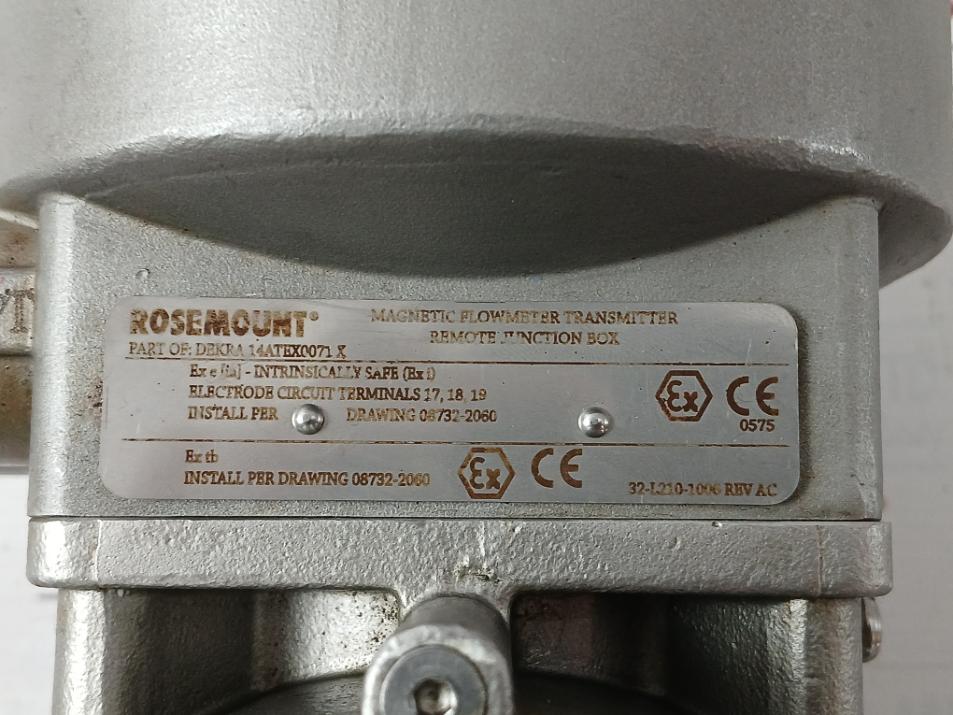 ROSEMOUNT®
MAGNETIC FLOWMETER TRANSMITTER
REMOTE JUNCTION BOX
PART OF: DEKRA 14ATEX0071 X
Ex e [ia] - INTRINSICALLY SAFE (Ex i)
ELECTRODE CIRCUIT TERMINALS 17, 18, 19
INSTALL PER DRAWING 08732-2060
Ex CE
0575
Ex tb
INSTALL PER DRAWING 08732-2060
Ex CE
32-L210-1006 REV AC